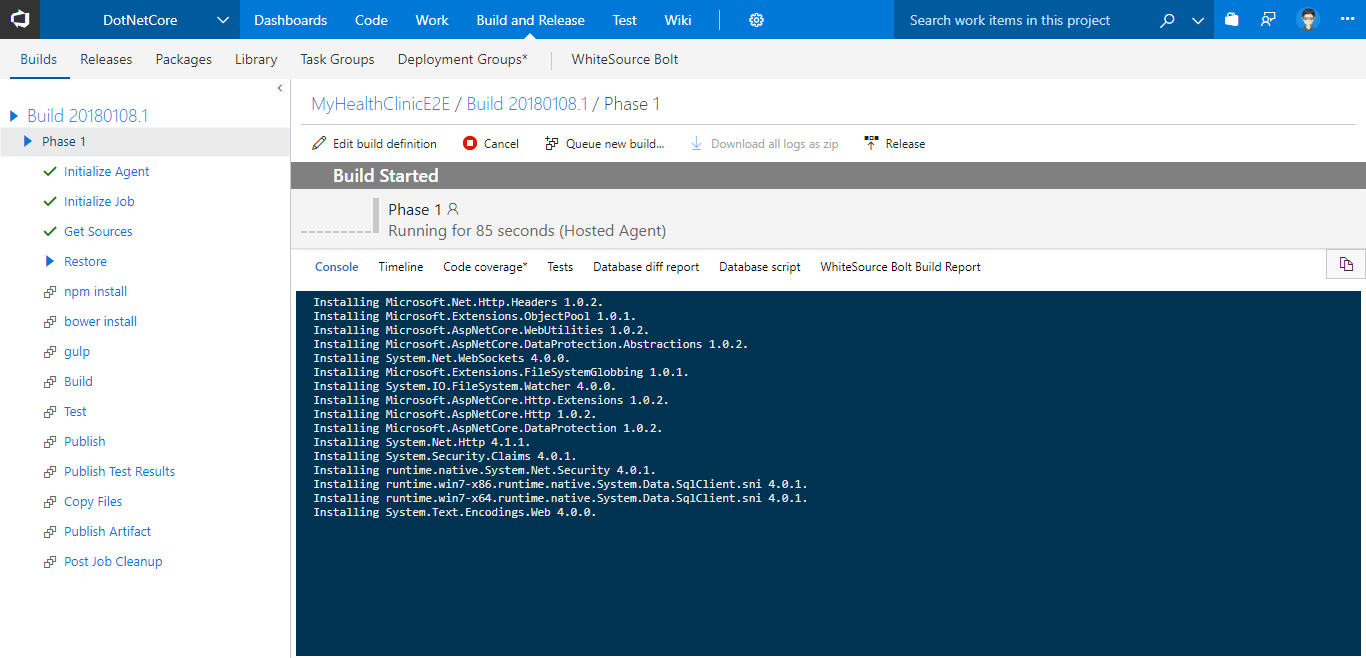 DotNetCore Dashboards Code Work Build and Release Test Wiki Search work items in this project
Builds Releases Packages Library Task Groups Deployment Groups* WhiteSource Bolt
Build 20180108.1
Phase 1
Initialize Agent
Initialize Job
Get Sources
Restore
npm install
bower install
gulp
Build
Test
Publish
Publish Test Results
Copy Files
Publish Artifact
Post Job Cleanup
MyHealthClinicE2E / Build 20180108.1 / Phase 1
Edit build definition Cancel Queue new build... Download all logs as zip Release
Build Started
Phase 1
Running for 85 seconds (Hosted Agent)
Console Timeline Code coverage* Tests Database diff report Database script WhiteSource Bolt Build Report
Installing Microsoft.Net.Http.Headers 1.0.2.
Installing Microsoft.Extensions.ObjectPool 1.0.1.
Installing Microsoft.AspNetCore.WebUtilities 1.0.2.
Installing Microsoft.AspNetCore.DataProtection.Abstractions 1.0.2.
Installing System.Net.WebSockets 4.0.0.
Installing Microsoft.Extensions.FileSystemGlobbing 1.0.1.
Installing System.IO.FileSystem.Watcher 4.0.0.
Installing Microsoft.AspNetCore.Http.Extensions 1.0.2.
Installing Microsoft.AspNetCore.Http 1.0.2.
Installing Microsoft.AspNetCore.DataProtection 1.0.2.
Installing System.Net.Http 4.1.1.
Installing System.Security.Claims 4.0.1.
Installing runtime.native.System.Net.Security 4.0.1.
Installing runtime.win7-x86.runtime.native.System.Data.SqlClient.sni 4.0.1.
Installing runtime.win7-x64.runtime.native.System.Data.SqlClient.sni 4.0.1.
Installing System.Text.Encodings.Web 4.0.0.